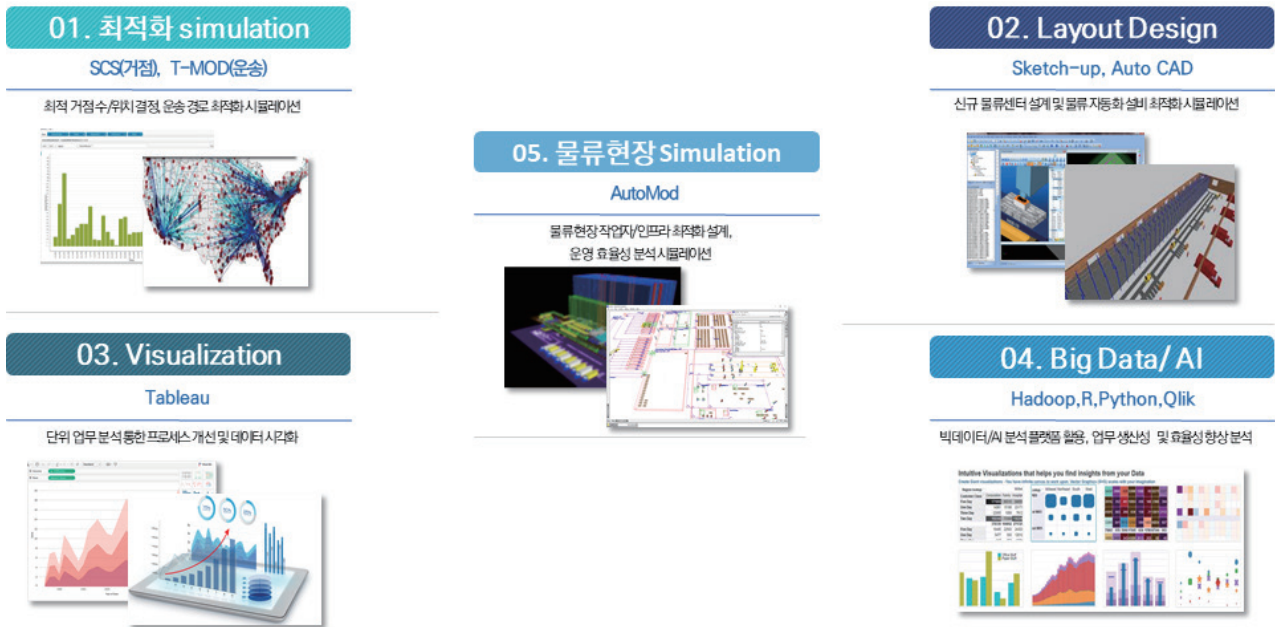 01. 최적화 simulation
SCS(거점), T-MOD(운송)
최적 거점 수/위치 결정, 운송 경로 최적화 시뮬레이션
02. Layout Design
Sketch-up, Auto CAD
신규 물류센터 설계 및 물류 자동화 설비 최적화 시뮬레이션
05. 물류현장 Simulation
AutoMod
물류현장 작업자/인프라 최적화 설계,
운영 효율성 분석 시뮬레이션
03. Visualization
Tableau
단위 업무 분석 통한 프로세스 개선 및 데이터 시각화
04. Big Data/ AI
Hadoop,R,Python,Qlik
빅데이터/AI 분석 플랫폼 활용, 업무 생산성 및 효율성 향상 분석
Intuitive Visualizations that helps you find Insights from your Data